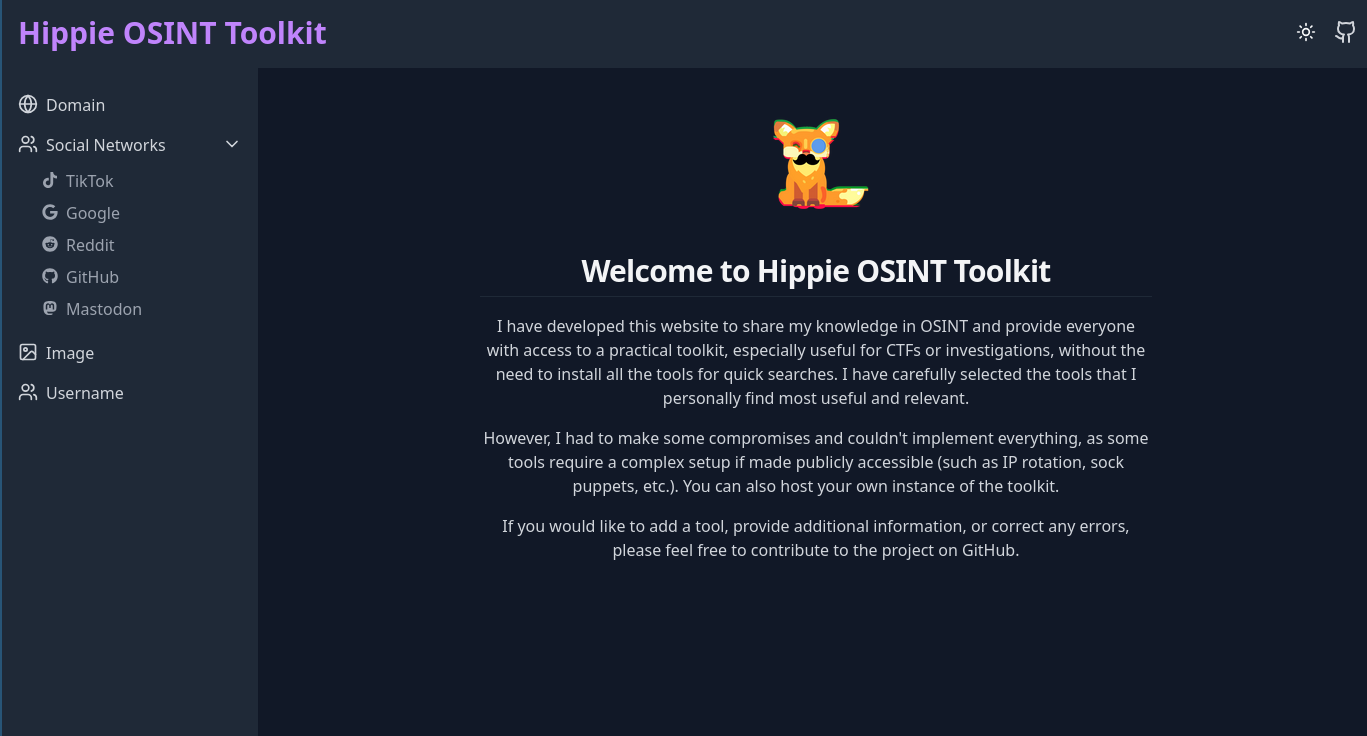 Hippie OSINT Toolkit
Domain
Social Networks
TikTok
Google
Reddit
GitHub
Mastodon
Image
Username
Welcome to Hippie OSINT Toolkit
I have developed this website to share my knowledge in OSINT and provide everyone
with access to a practical toolkit, especially useful for CTFs or investigations, without the
need to install all the tools for quick searches. I have carefully selected the tools that I
personally find most useful and relevant.
However, I had to make some compromises and couldn't implement everything, as some
tools require a complex setup if made publicly accessible (such as IP rotation, sock
puppets, etc.). You can also host your own instance of the toolkit.
If you would like to add a tool, provide additional information, or correct any errors,
please feel free to contribute to the project on GitHub.